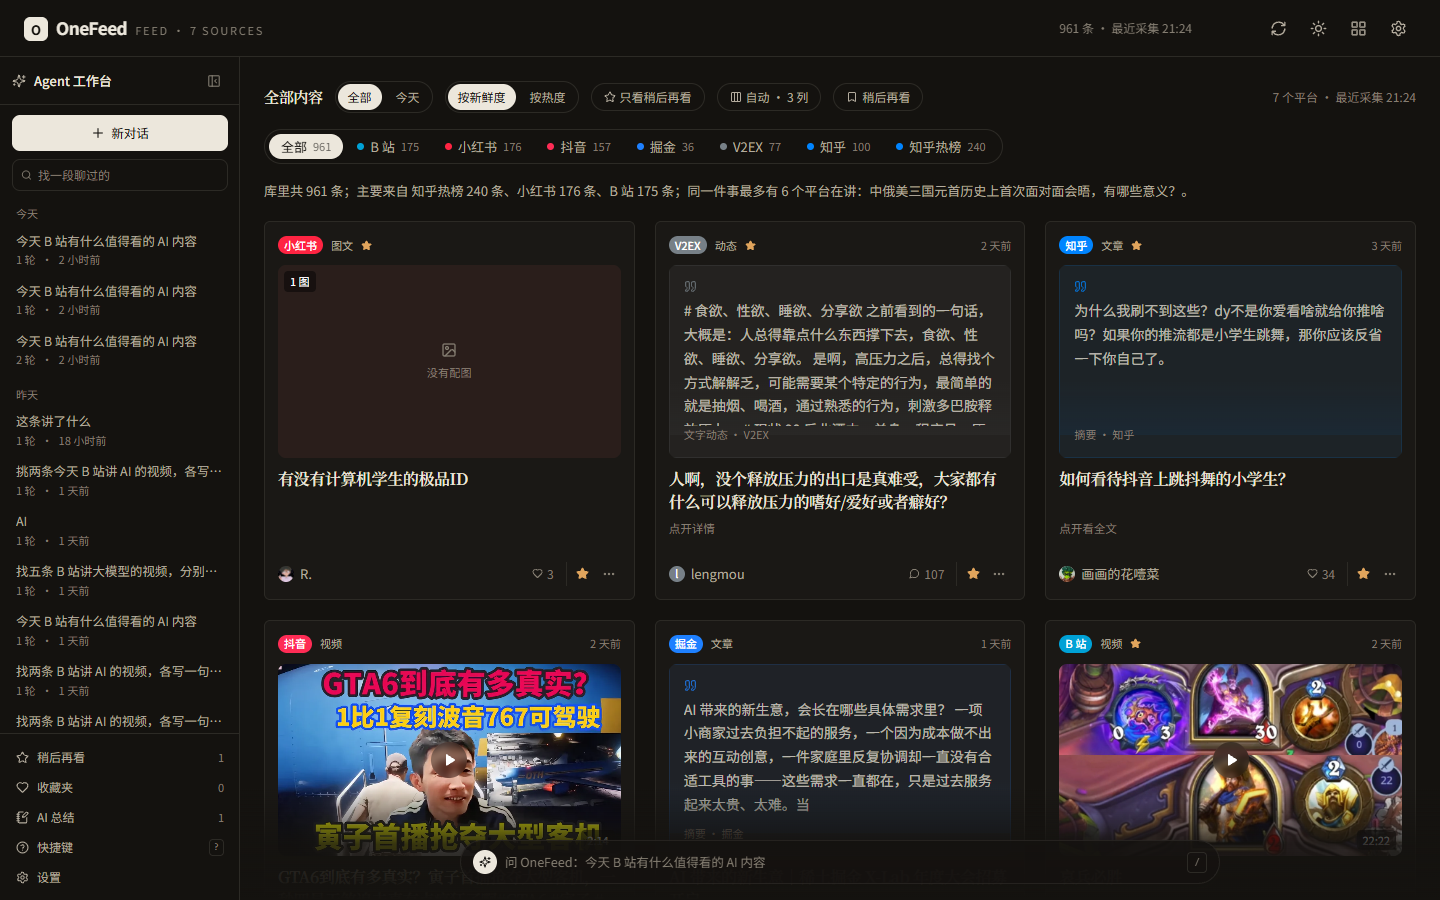 O OneFeed FEED • 7 SOURCES
961 条 • 最近采集 21:24
Agent 工作台
+ 新对话
找一段聊过的
今天
今天 B 站有什么值得看的 AI 内容
1 轮 • 2 小时前
今天 B 站有什么值得看的 AI 内容
1 轮 • 2 小时前
今天 B 站有什么值得看的 AI 内容
2 轮 • 2 小时前
昨天
这条讲了什么
1 轮 • 18 小时前
挑两条今天 B 站讲 AI 的视频，各写…
1 轮 • 1 天前
AI
1 轮 • 1 天前
找五条 B 站讲大模型的视频，分别…
1 轮 • 1 天前
今天 B 站有什么值得看的 AI 内容
1 轮 • 1 天前
找两条 B 站讲 AI 的视频，各写一句…
1 轮 • 1 天前
找两条 B 站讲 AI 的视频，各写一句…
稍后再看 1
收藏夹 0
AI 总结 1
快捷键 ?
设置
全部内容 全部 今天 按新鲜度 按热度 只看稍后再看 自动 • 3 列 稍后再看
7 个平台 • 最近采集 21:24
全部 961 B 站 175 小红书 176 抖音 157 掘金 36 V2EX 77 知乎 100 知乎热榜 240
库里共 961 条；主要来自 知乎热榜 240 条、小红书 176 条、B 站 175 条；同一件事最多有 6 个平台在讲：中俄美三国元首历史上首次面对面会晤，有哪些意义？。
小红书 图文
1 图
没有配图
有没有计算机学生的极品ID
R. 3
V2EX 动态 2 天前
# 食欲、性欲、睡欲、分享欲 之前看到的一句话，
大概是：人总得靠点什么东西撑下去，食欲、性
欲、睡欲、分享欲。 是啊，高压力之后，总得找个
方式解解乏，可能需要某个特定的行为，最简单的
就是抽烟、喝酒，通过熟悉的行为，刺激多巴胺释
文字动态 • V2EX
人啊，没个释放压力的出口是真难受，大家都有
什么可以释放压力的嗜好/爱好或者癖好？
点开详情
l lengmou 107
知乎 文章 3 天前
为什么我刷不到这些？dy不是你爱看啥就给你推啥
吗？如果你的推流都是小学生跳舞，那你应该反省
一下你自己了。
摘要 • 知乎
如何看待抖音上跳抖舞的小学生？
点开看全文
画画的花噎菜 34
抖音 视频 2 天前
GTA6到底有多真实？
1比1复刻波音767可驾驶
寅子首播抢夺大型客机
GTA6到底有多真实？寅子
掘金 文章 1 天前
AI 带来的新生意，会长在哪些具体需求里？ 一项
小商家过去负担不起的服务，一个因为成本做不出
来的互动创意，一件家庭里反复协调却一直没有合
适工具的事——这些需求一直都在，只是过去服务
起来太贵、太难。当
摘要 • 掘金
B 站 视频 2 天前
2
0 3 30
1
0
2
22
22:22
问 OneFeed：今天 B 站有什么值得看的 AI 内容 /